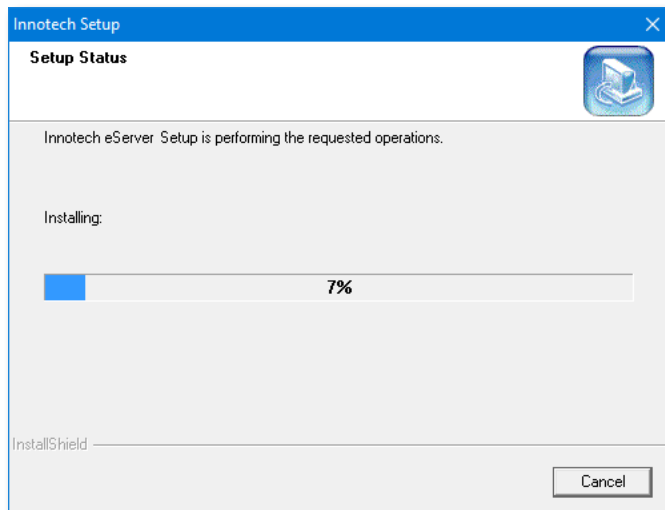 Innotech Setup
Setup Status
Innotech eServer Setup is performing the requested operations.
Installing:
7%
InstallShield
Cancel